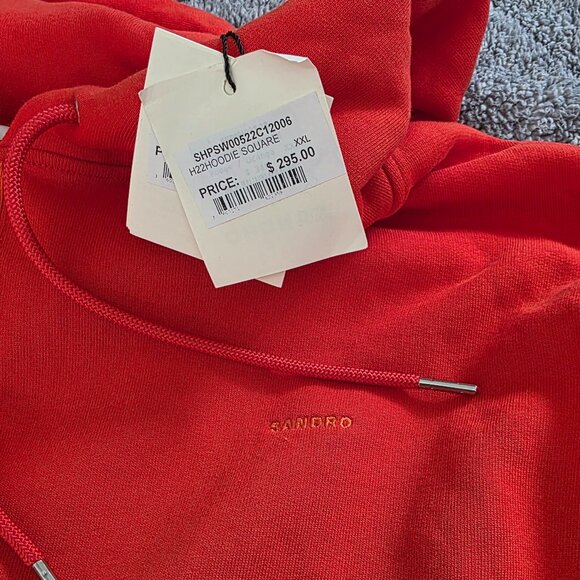 SHPSW00522C12006
H22HOODIE SQUARE XXL
PRICE: $ 295.00
SANDRO